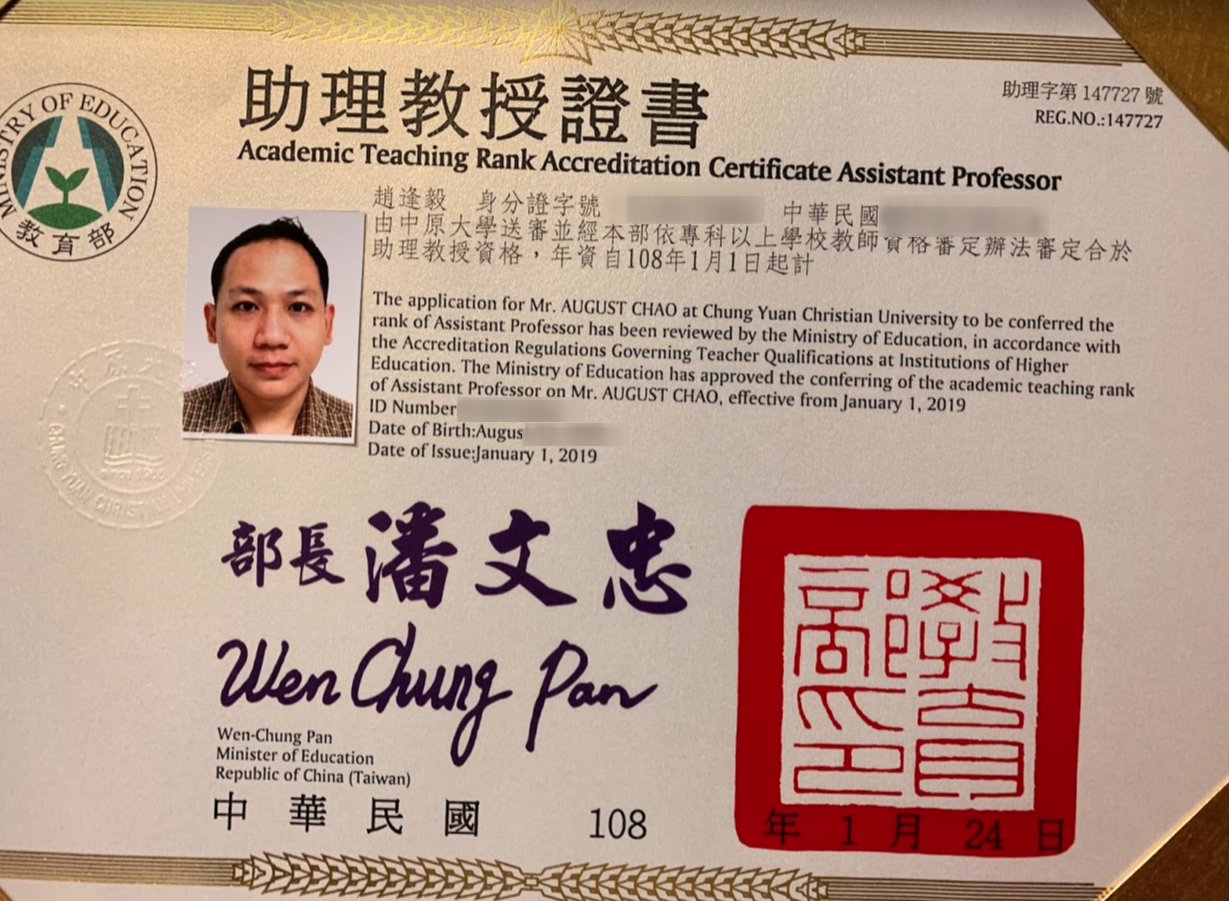 MINISTRY OF EDUCATION
教育部
助理教授證書
Academic Teaching Rank Accreditation Certificate Assistant Professor
助理字第 147727 號
REG.NO.:147727
趙逢毅 身分證字號 中華民國
由中原大學送審並經本部依專科以上學校教師資格審定辦法審定合於
助理教授資格，年資自108年1月1日起計
The application for Mr. AUGUST CHAO at Chung Yuan Christian University to be conferred the
rank of Assistant Professor has been reviewed by the Ministry of Education, in accordance with
the Accreditation Regulations Governing Teacher Qualifications at Institutions of Higher
Education. The Ministry of Education has approved the conferring of the academic teaching rank
of Assistant Professor on Mr. AUGUST CHAO, effective from January 1, 2019
ID Number
Date of Birth:Augus
Date of Issue:January 1, 2019
中原大
CHUNG YUAN CHRISTIAN
部長 潘文忠
Wen Chung Pan
Wen-Chung Pan
Minister of Education
Republic of China (Taiwan)
教育部印
中華民國 108 年 1 月 24 日